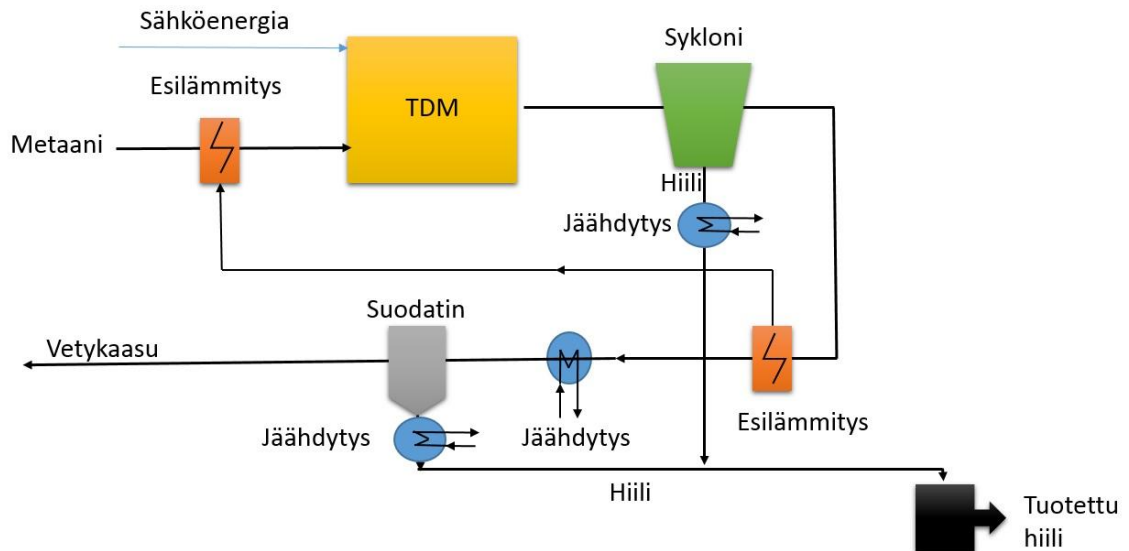 Sähköenergia
Sykloni
Esilämmitys
TDM
Metaani
Hiili
Jäähdytys
Suodatin
Vetykaasu
Esilämmitys
Jäähdytys
Jäähdytys
Hiili
Tuotettu
hiili